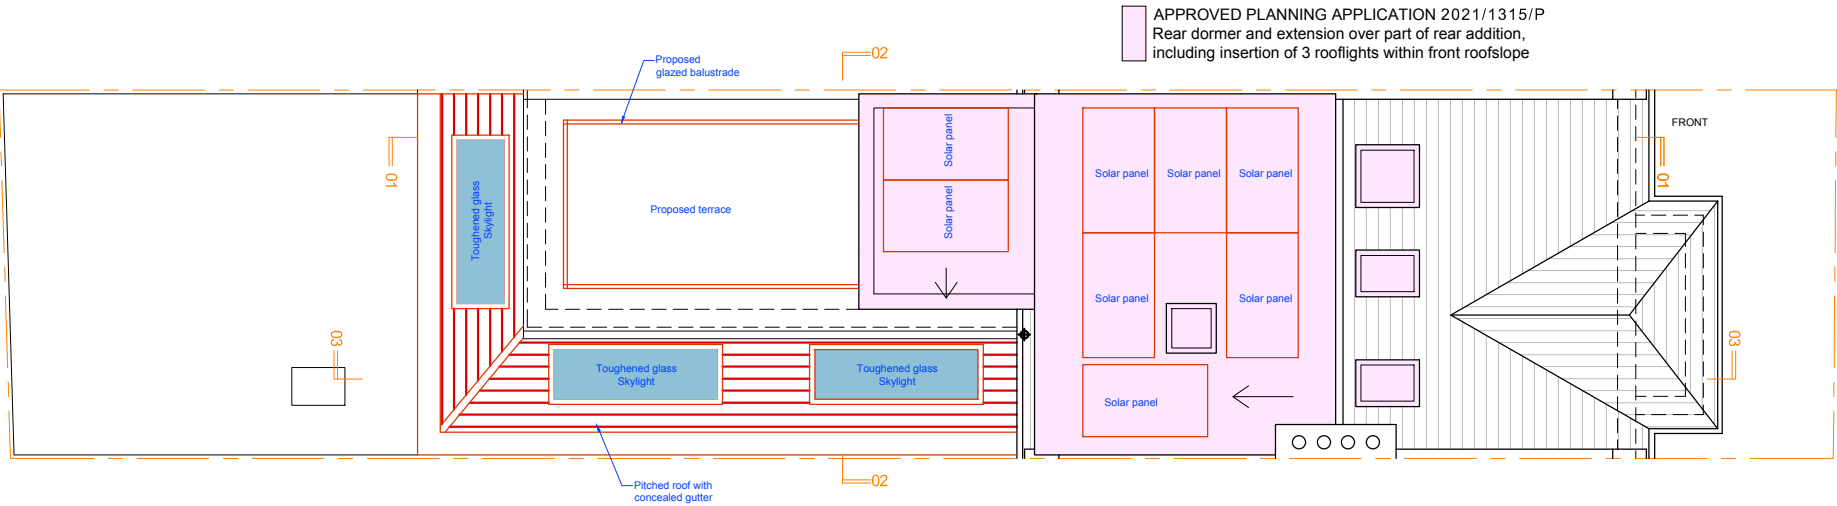 APPROVED PLANNING APPLICATION 2021/1315/P
Rear dormer and extension over part of rear addition,
including insertion of 3 rooflights within front roofslope
02
Proposed
glazed balustrade
FRONT
01
01
Solar panel
Solar panel
Solar panel
Solar panel
Solar panel
Toughened glass
Skylight
Proposed terrace
Solar panel
Solar panel
03
03
Toughened glass
Skylight
Toughened glass
Skylight
Solar panel
02
Pitched roof with
concealed gutter